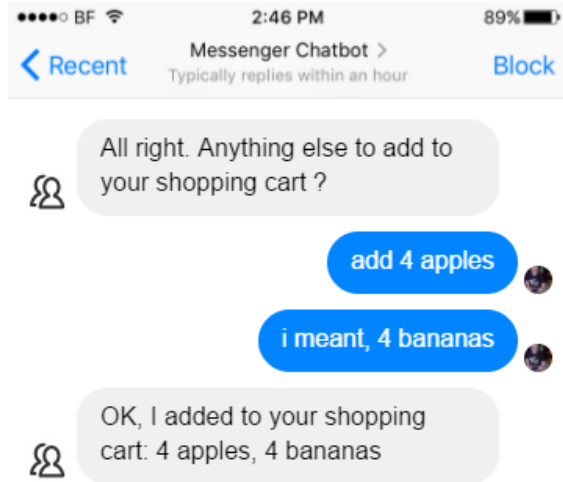 BF 2:46 PM 89%
Recent Messenger Chatbot > Block
Typically replies within an hour
All right. Anything else to add to
your shopping cart ?
add 4 apples
i meant, 4 bananas
OK, I added to your shopping
cart: 4 apples, 4 bananas